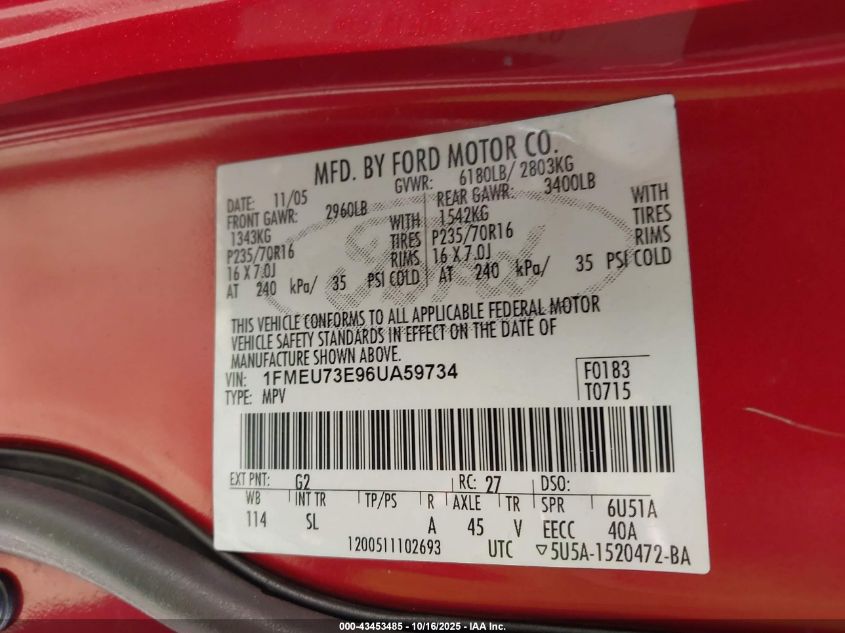 MFD. BY FORD MOTOR CO.
DATE: 11/05 GVWR: 6180LB/ 2803KG
FRONT GAWR: 2960LB REAR GAWR: 3400LB
1343KG WITH 1542KG WITH
P235/70R16 TIRES P235/70R16 TIRES
16 X 7.0J RIMS 16 X 7.0J RIMS
AT 240 kPa/ 35 PSI COLD AT 240 kPa/ 35 PSI COLD
THIS VEHICLE CONFORMS TO ALL APPLICABLE FEDERAL MOTOR
VEHICLE SAFETY STANDARDS IN EFFECT ON THE DATE OF
MANUFACTURE SHOWN ABOVE.
VIN: 1FMEU73E96UA59734 F0183
TYPE: MPV T0715
EXT PNT: G2 RC: 27 DSO:
WB INT TR TP/PS R AXLE TR SPR 6U51A
114 SL A 45 V EECC 40A
1200511102693 UTC ▽5U5A-1520472-BA
000-43453485 - 10/16/2025 - IAA Inc.